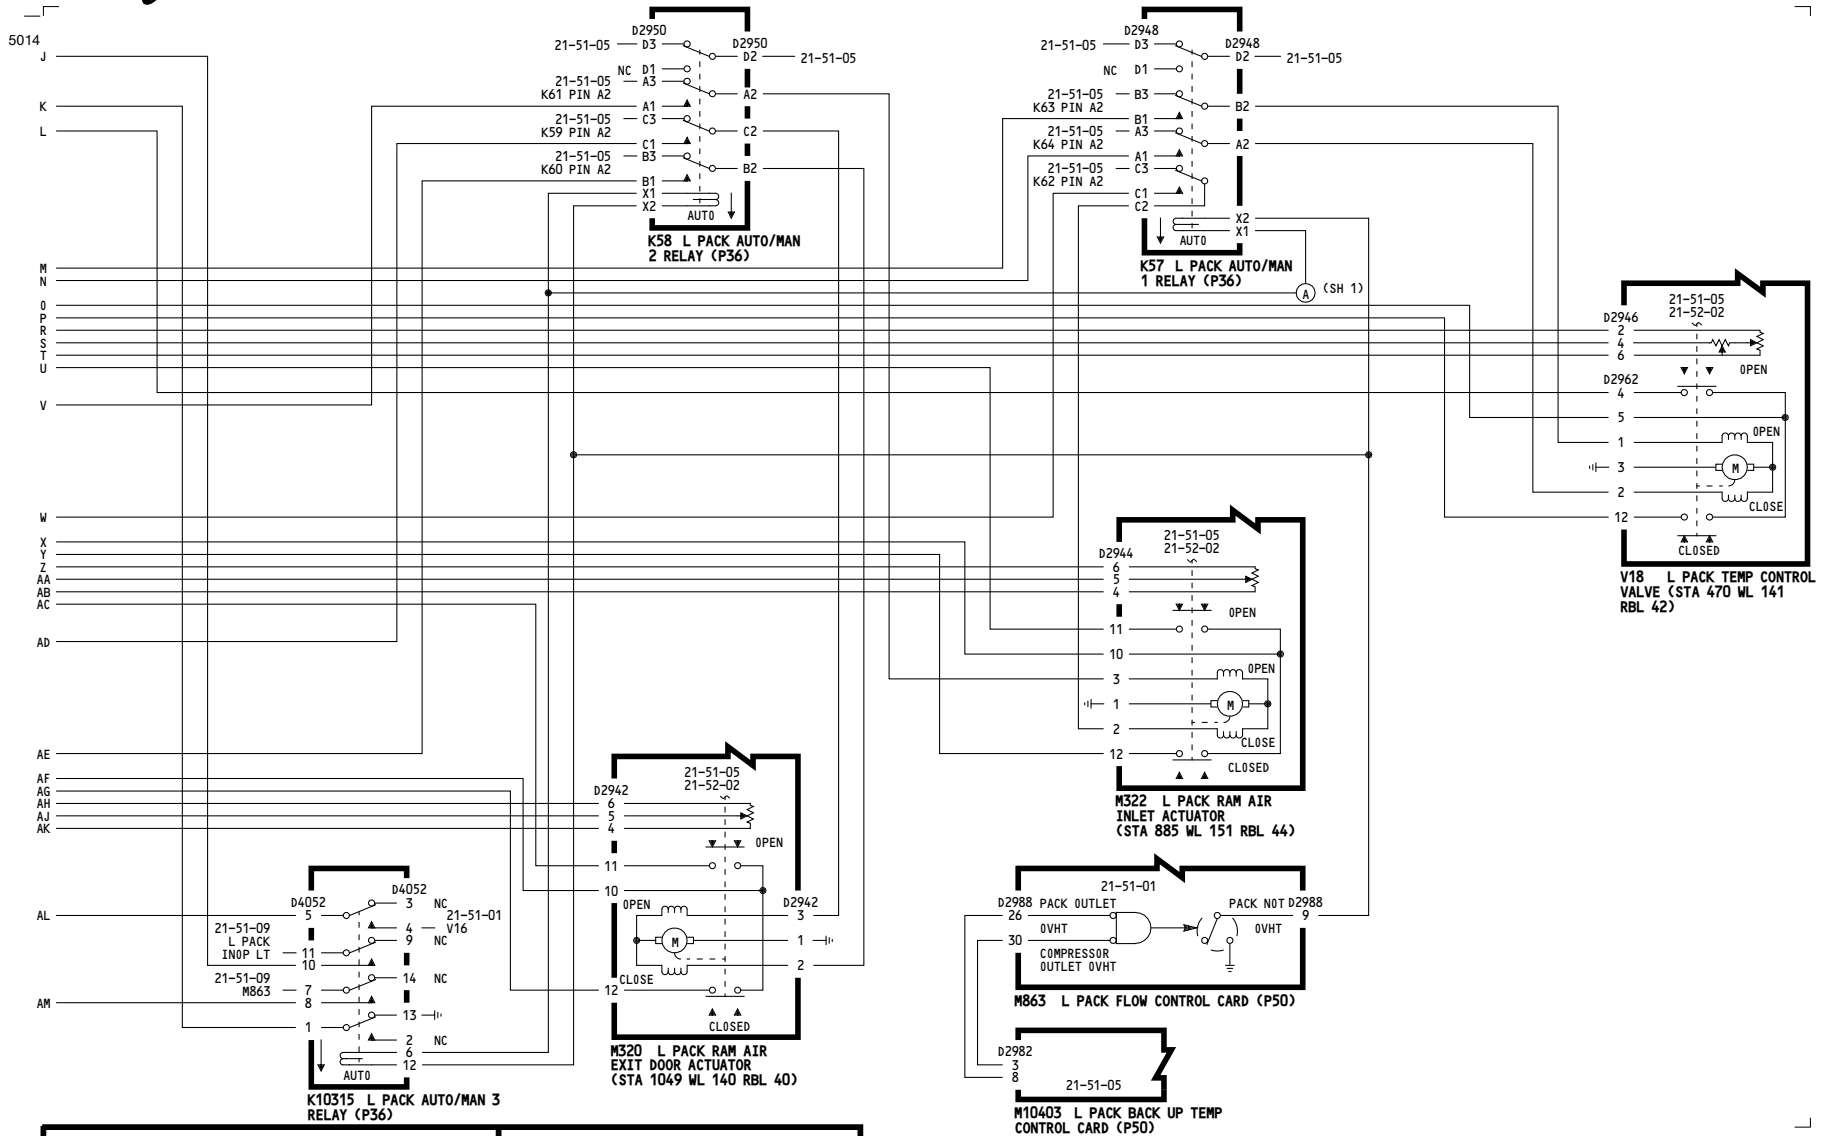 5014
J
K
L
M
N
O
P
R
S
T
U
V
W
X
Y
Z
AA
AB
AC
AD
AE
AF
AG
AH
AJ
AK
AL
AM
D2950
21-51-05 D3
D2950
D2 21-51-05
NC D1
21-51-05 A3
K61 PIN A2
A2
A1
21-51-05 C3
K59 PIN A2
C2
C1
21-51-05 B3
K60 PIN A2
B2
B1
X1
X2
AUTO
K58 L PACK AUTO/MAN
2 RELAY (P36)
D2948
21-51-05 D3
D2948
D2 21-51-05
NC D1
21-51-05 B3
K63 PIN A2
B2
B1
21-51-05 A3
K64 PIN A2
A2
A1
21-51-05 C3
K62 PIN A2
C1
C2
X2
X1
AUTO
K57 L PACK AUTO/MAN
1 RELAY (P36)
A (SH 1)
21-51-05
21-52-02
D2946
2
4
6
OPEN
D2962
4
5
1
OPEN
3
M
2
CLOSE
12
CLOSED
V18 L PACK TEMP CONTROL
VALVE (STA 470 WL 141
RBL 42)
21-51-05
21-52-02
D2944
6
5
4
OPEN
11
10
3
OPEN
1
M
2
CLOSE
12
CLOSED
M322 L PACK RAM AIR
INLET ACTUATOR
(STA 885 WL 151 RBL 44)
21-51-05
21-52-02
D2942
6
5
4
OPEN
11
10
D2942
OPEN
3
M
1
2
CLOSE
12
CLOSED
M320 L PACK RAM AIR
EXIT DOOR ACTUATOR
(STA 1049 WL 140 RBL 40)
D4052
D4052
5
3 NC
21-51-01
4 V16
21-51-09
L PACK
INOP LT 11
9 NC
10
21-51-09
M863 7
14 NC
8
13
1
2 NC
6
12
AUTO
K10315 L PACK AUTO/MAN 3
RELAY (P36)
21-51-01
D2988 PACK OUTLET
PACK NOT D2988
26
OVHT
9
OVHT
30
COMPRESSOR
OUTLET OVHT
M863 L PACK FLOW CONTROL CARD (P50)
D2982
3
8
21-51-05
M10403 L PACK BACK UP TEMP
CONTROL CARD (P50)